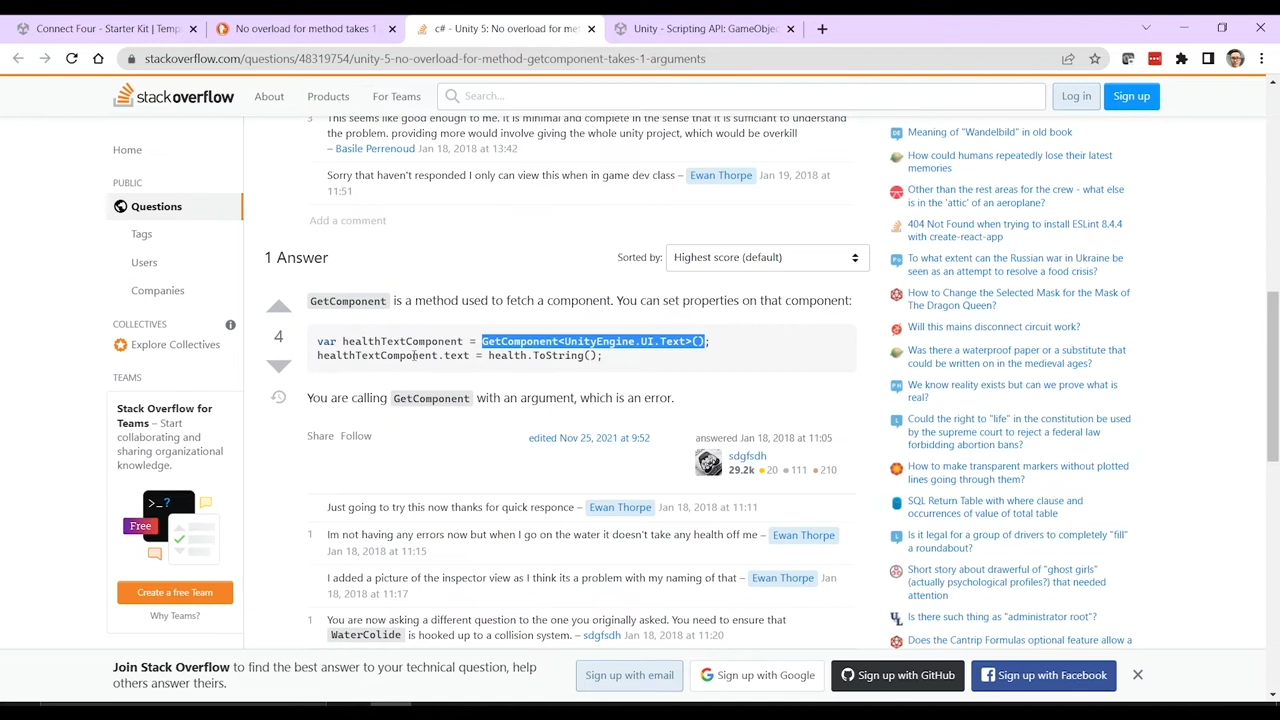 Connect Four - Starter Kit | Temp
No overload for method takes 1
c# - Unity 5: No overload for me
Unity - Scripting API: GameObjec
stackoverflow.com/questions/48319754/unity-5-no-overload-for-method-getcomponent-takes-1-arguments
stackoverflow
About
Products
For Teams
Search...
Log in
Sign up
Home
PUBLIC
Questions
Tags
Users
Companies
COLLECTIVES
Explore Collectives
TEAMS
Stack Overflow for
Teams – Start
collaborating and
sharing organizational
knowledge.
>_?
Free
Create a free Team
Why Teams?
3
This seems like good enough to me. it is minimal and complete in the sense that it is sufficiant to understand
the problem. providing more would involve giving the whole unity project, which would be overkill
– Basile Perrenoud Jan 18, 2018 at 13:42
Sorry that haven't responded I only can view this when in game dev class – Ewan Thorpe Jan 19, 2018 at
11:51
Add a comment
1 Answer
Sorted by:
Highest score (default)
GetComponent is a method used to fetch a component. You can set properties on that component:
4
var healthTextComponent = GetComponent<UnityEngine.UI.Text>();
healthTextComponent.text = health.ToString();
You are calling GetComponent with an argument, which is an error.
Share Follow
edited Nov 25, 2021 at 9:52
answered Jan 18, 2018 at 11:05
sdgfsdh
29.2k 20 111 210
Just going to try this now thanks for quick responce – Ewan Thorpe Jan 18, 2018 at 11:11
1
Im not having any errors now but when I go on the water it doesn't take any health off me – Ewan Thorpe
Jan 18, 2018 at 11:15
I added a picture of the inspector view as I think its a problem with my naming of that – Ewan Thorpe Jan
18, 2018 at 11:17
1
You are now asking a different question to the one you originally asked. You need to ensure that
WaterColide is hooked up to a collision system. – sdgfsdh Jan 18, 2018 at 11:20
Meaning of "Wandelbild" in old book
How could humans repeatedly lose their latest
memories
Other than the rest areas for the crew - what else
is in the 'attic' of an aeroplane?
404 Not Found when trying to install ESLint 8.4.4
with create-react-app
To what extent can the Russian war in Ukraine be
seen as an attempt to resolve a food crisis?
How to Change the Selected Mask for the Mask of
The Dragon Queen?
Will this mains disconnect circuit work?
Was there a waterproof paper or a substitute that
could be written on in the medieval ages?
We know reality exists but can we prove what is
real?
Could the right to "life" in the constitution be used
by the supreme court to reject a federal law
forbidding abortion bans?
How to make transparent markers without plotted
lines going through them?
SQL Return Table with where clause and
occurrences of value of total table
Is it legal for a group of drivers to completely "fill"
a roundabout?
Short story about drawerful of "ghost girls"
(actually psychological profiles?) that needed
attention
Is there such thing as "administrator root"?
Does the Cantrip Formulas optional feature allow a
Join Stack Overflow to find the best answer to your technical question, help
others answer theirs.
Sign up with email
Sign up with Google
Sign up with GitHub
Sign up with Facebook